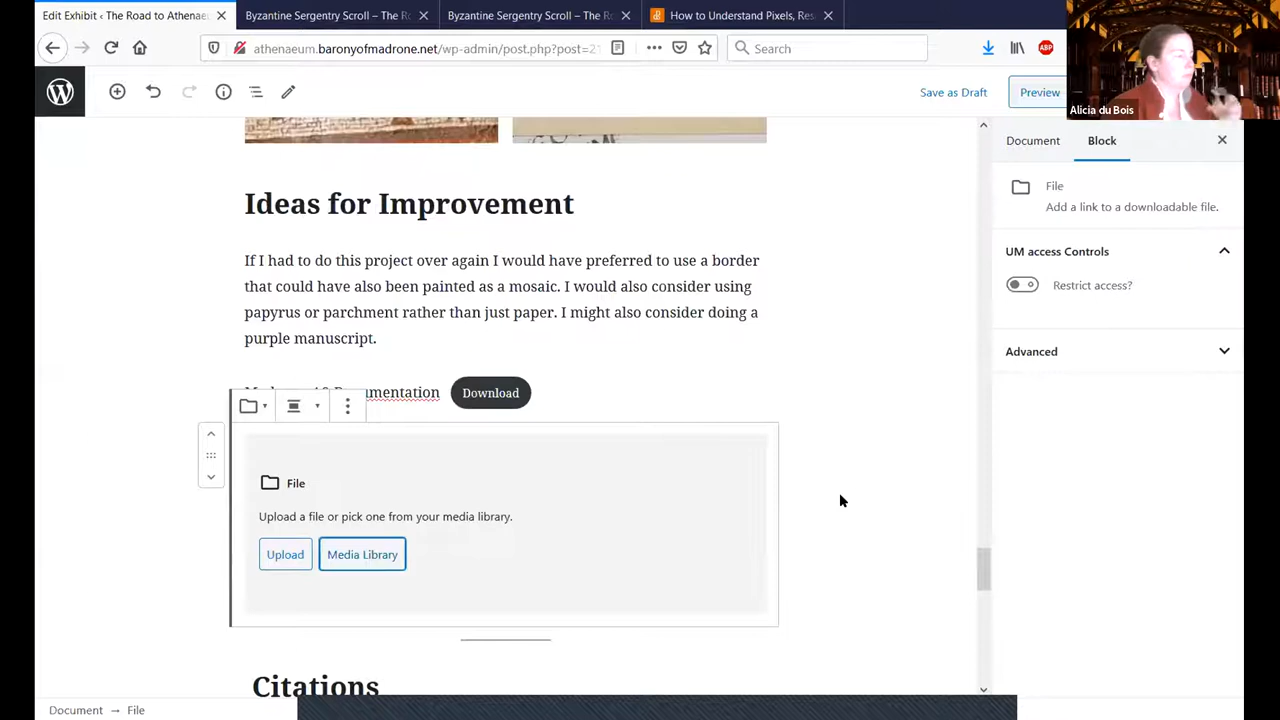 Edit Exhibit ‹ The Road to Athenae
Byzantine Sergentry Scroll – The R
Byzantine Sergentry Scroll – The R
How to Understand Pixels, Res
athenaeum.baronyofmadrone.net/wp-admin/post.php?post=2
Search
ABP
Alicia du Bois
Save as Draft
Preview
Document
Block
File
Add a link to a downloadable file.
UM access Controls
Restrict access?
Advanced
Ideas for Improvement
If I had to do this project over again I would have preferred to use a border
that could have also been painted as a mosaic. I would also consider using
papyrus or parchment rather than just paper. I might also consider doing a
purple manuscript.
Download
File
Upload a file or pick one from your media library.
Upload
Media Library
Citations
Document → File